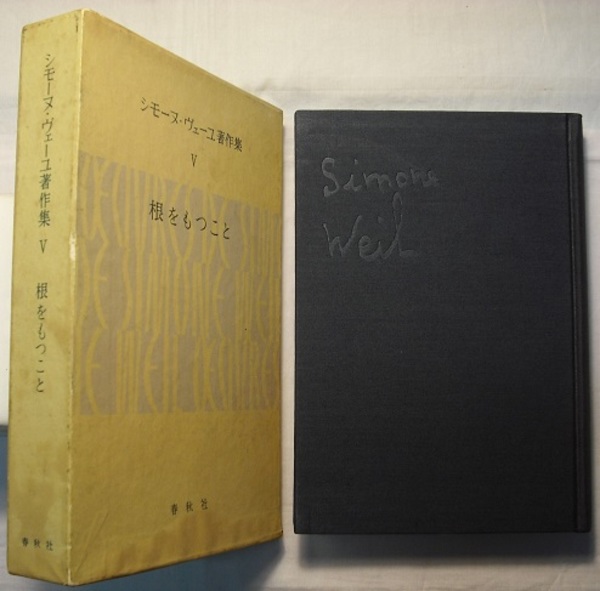 シモーヌ・ヴェーユ著作集 V 根をもつこと
春秋社
シモーヌ・ヴェーユ著作集
V
根をもつこと
春秋社
Simone
Weil